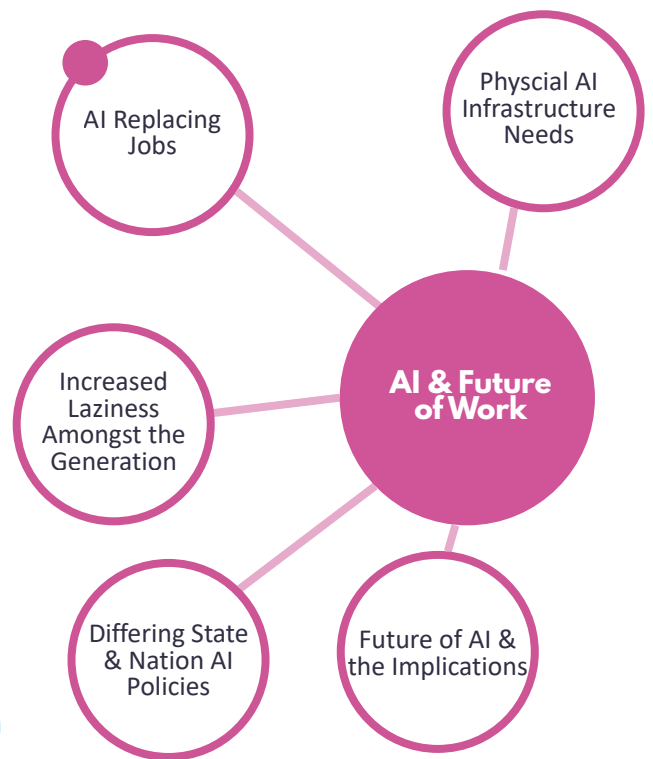 AI Replacing
Jobs
Physcial AI
Infrastructure
Needs
AI & Future
of Work
Increased
Laziness
Amongst the
Generation
Differing State
& Nation AI
Policies
Future of AI &
the Implications